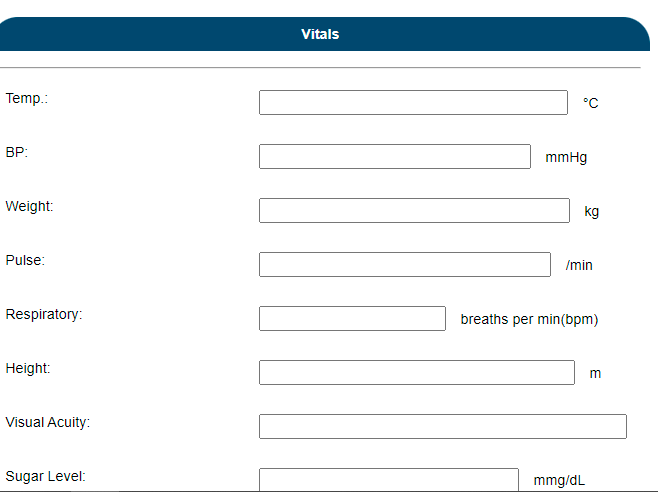 Vitals
Temp.: °C
BP: mmHg
Weight: kg
Pulse: /min
Respiratory: breaths per min(bpm)
Height: m
Visual Acuity:
Sugar Level: mmg/dL